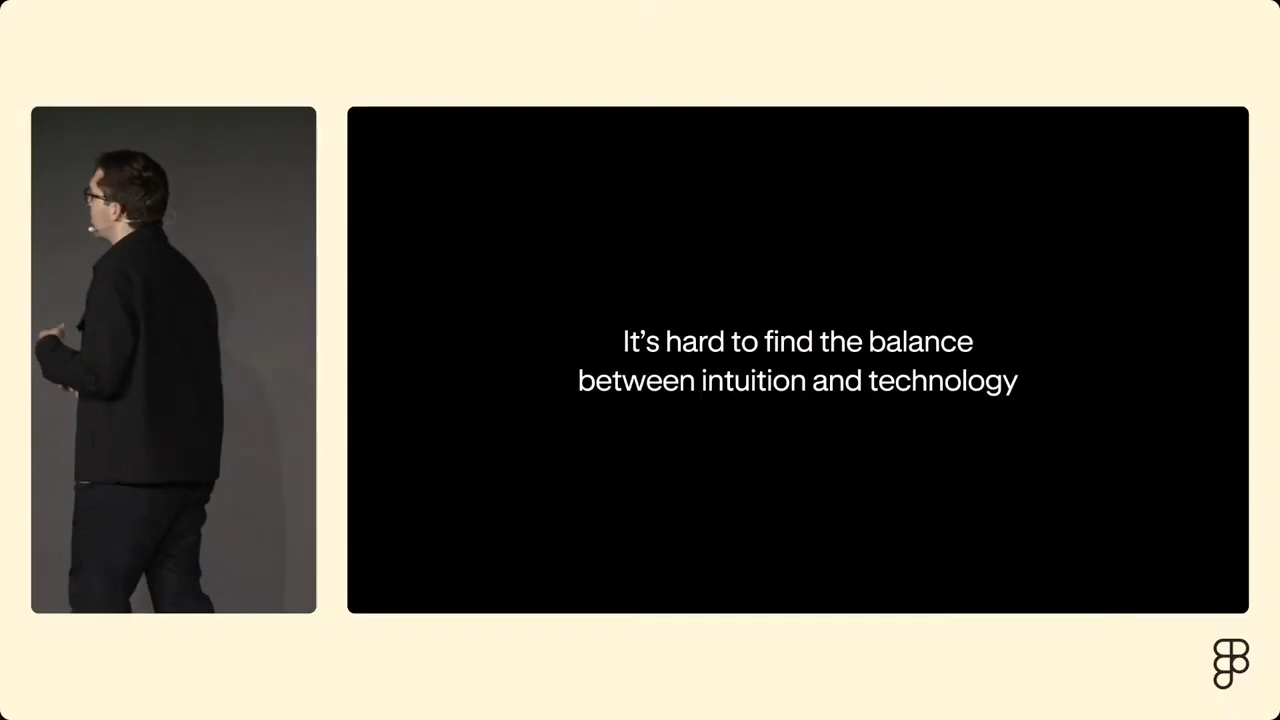 It’s hard to find the balance
between intuition and technology